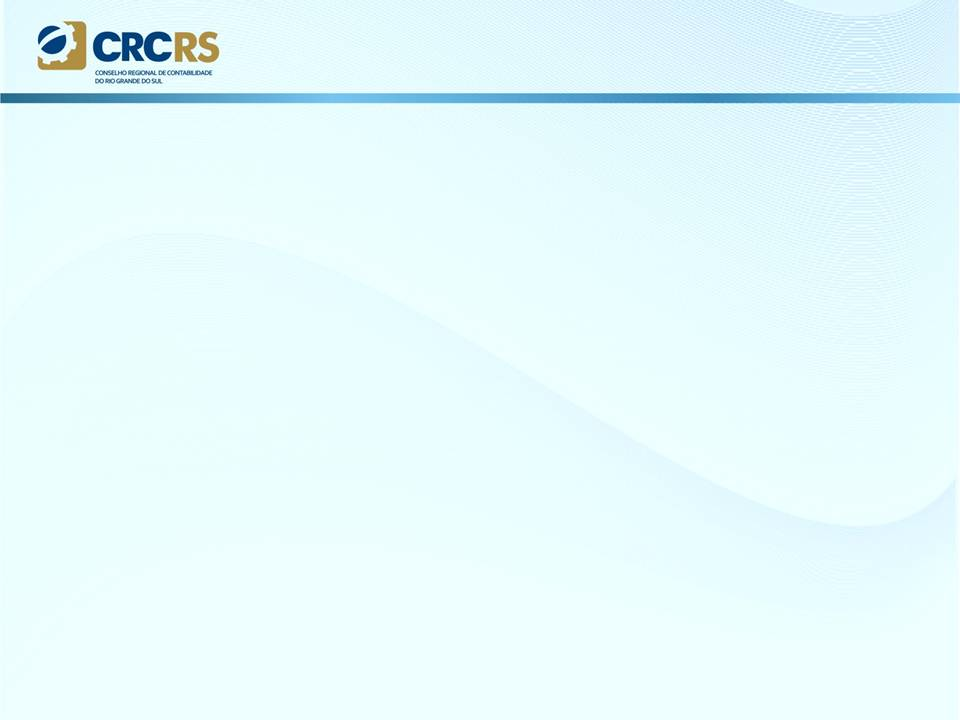 CRCRS
CONSELHO REGIONAL DE CONTABILIDADE
DO RIO GRANDE DO SUL